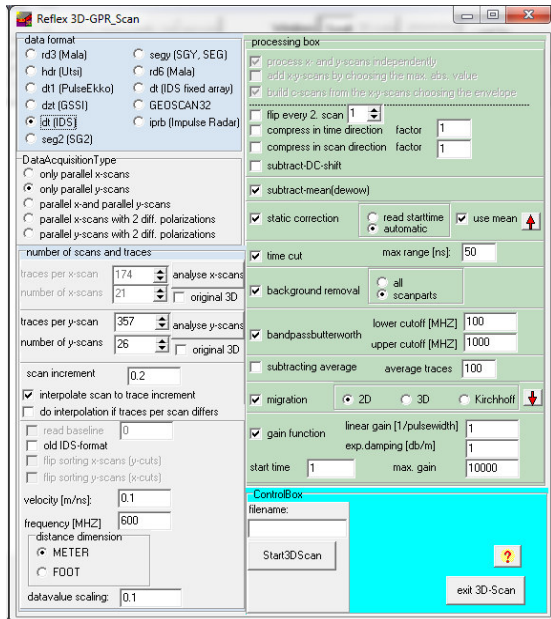 Reflex 3D-GPR_Scan
data format
rd3 (Mala)
segy (SGY, SEG)
hdr (Utsi)
rd6 (Mala)
dt1 (PulseEkko)
dt (IDS fixed array)
dzt (GSSI)
GEOSCAN32
dt (IDS)
iprb (Impulse Radar)
seg2 (SG2)
DataAcquisitionType
only parallel x-scans
only parallel y-scans
parallel x-and parallel y-scans
parallel x-scans with 2 diff. polarizations
parallel y-scans with 2 diff. polarizations
number of scans and traces
traces per x-scan 174 analyse x-scans
number of x-scans 21 original 3D
traces per y-scan 357 analyse y-scans
number of y-scans 26 original 3D
scan increment 0.2
interpolate scan to trace increment
do interpolation if traces per scan differs
read baseline 0
old IDS-format
flip sorting x-scans (y-cuts)
flip sorting y-scans (x-cuts)
velocity [m/ns]: 0.1
frequency [MHZ] 600
distance dimension
METER
FOOT
datavalue scaling: 0.1
processing box
process x- and y-scans independently
add x-y-scans by choosing the max. abs. value
build c-scans from the x-y-scans choosing the envelope
flip every 2. scan 1
compress in time direction factor 1
compress in scan direction factor 1
subtract-DC-shift
subtract-mean(dewow)
static correction read starttime use mean
automatic
time cut max range [ns]: 50
background removal all
scanparts
bandpassbutterworth lower cutoff [MHZ] 100
upper cutoff [MHZ] 1000
subtracting average average traces 100
migration 2D 3D Kirchhoff
gain function linear gain [1/pulsewidth] 1
exp.damping [db/m] 1
start time 1 max. gain 10000
ControlBox
filename:
Start3DScan
?
exit 3D-Scan